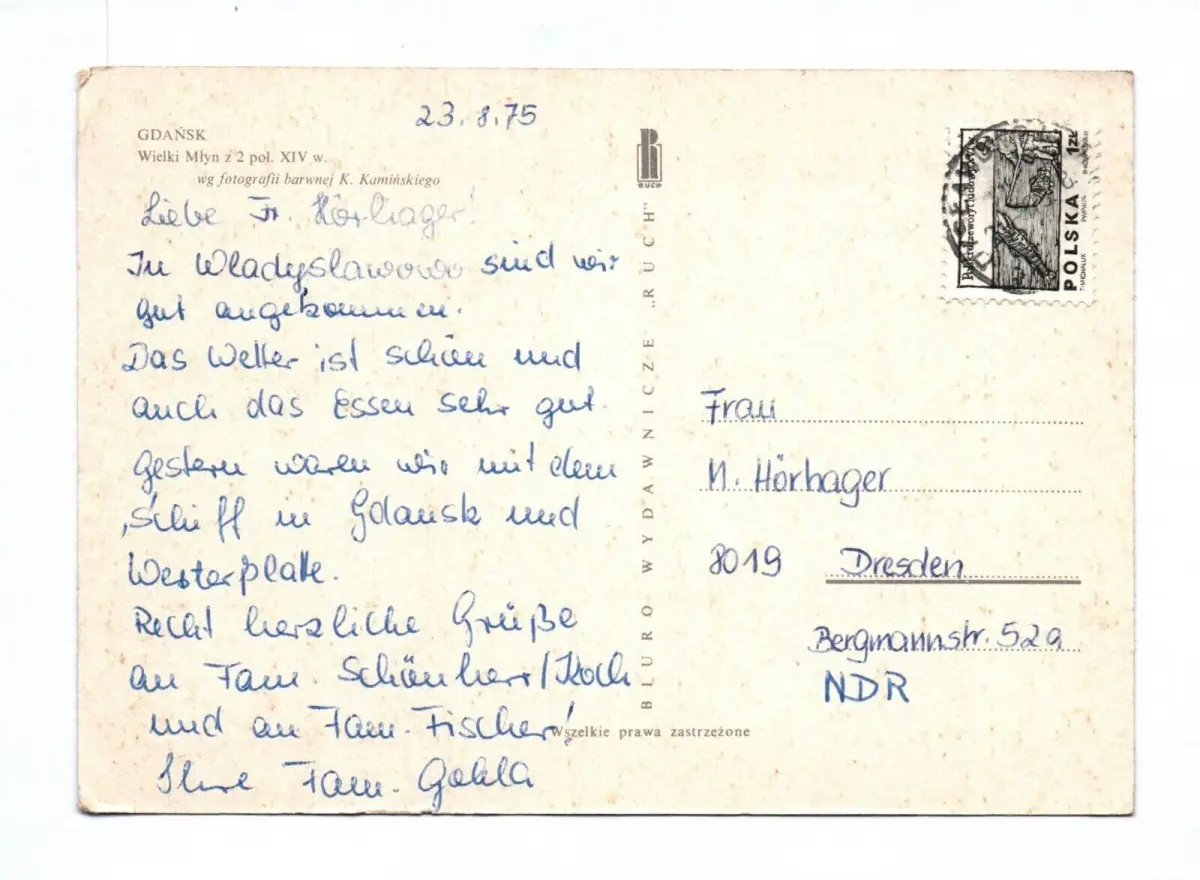 23.8.75
GDAŃSK
Wielki Młyn z 2 poł. XIV w.
wg fotografii barwnej K. Kamińskiego
Liebe Fr. Hörhager!
In Wladyslawowo sind wir
gut angekommen.
Das Wetter ist schön und
auch das Essen sehr gut.
Gestern waren wir mit dem
Schiff in Gdansk und
Westerplatte.
Recht herzliche Grüße
an Fam. Schönherr/Koch
und an Fam. Fischer!
Ihre Fam.
RUCH
BIURO WYDAWNICZE „RUCH"
Wszelkie prawa zastrzeżone
POLSKA
1ZŁ
Frau
M. Hörhager
8019 Dresden
Bergmannstr. 52a
NDR